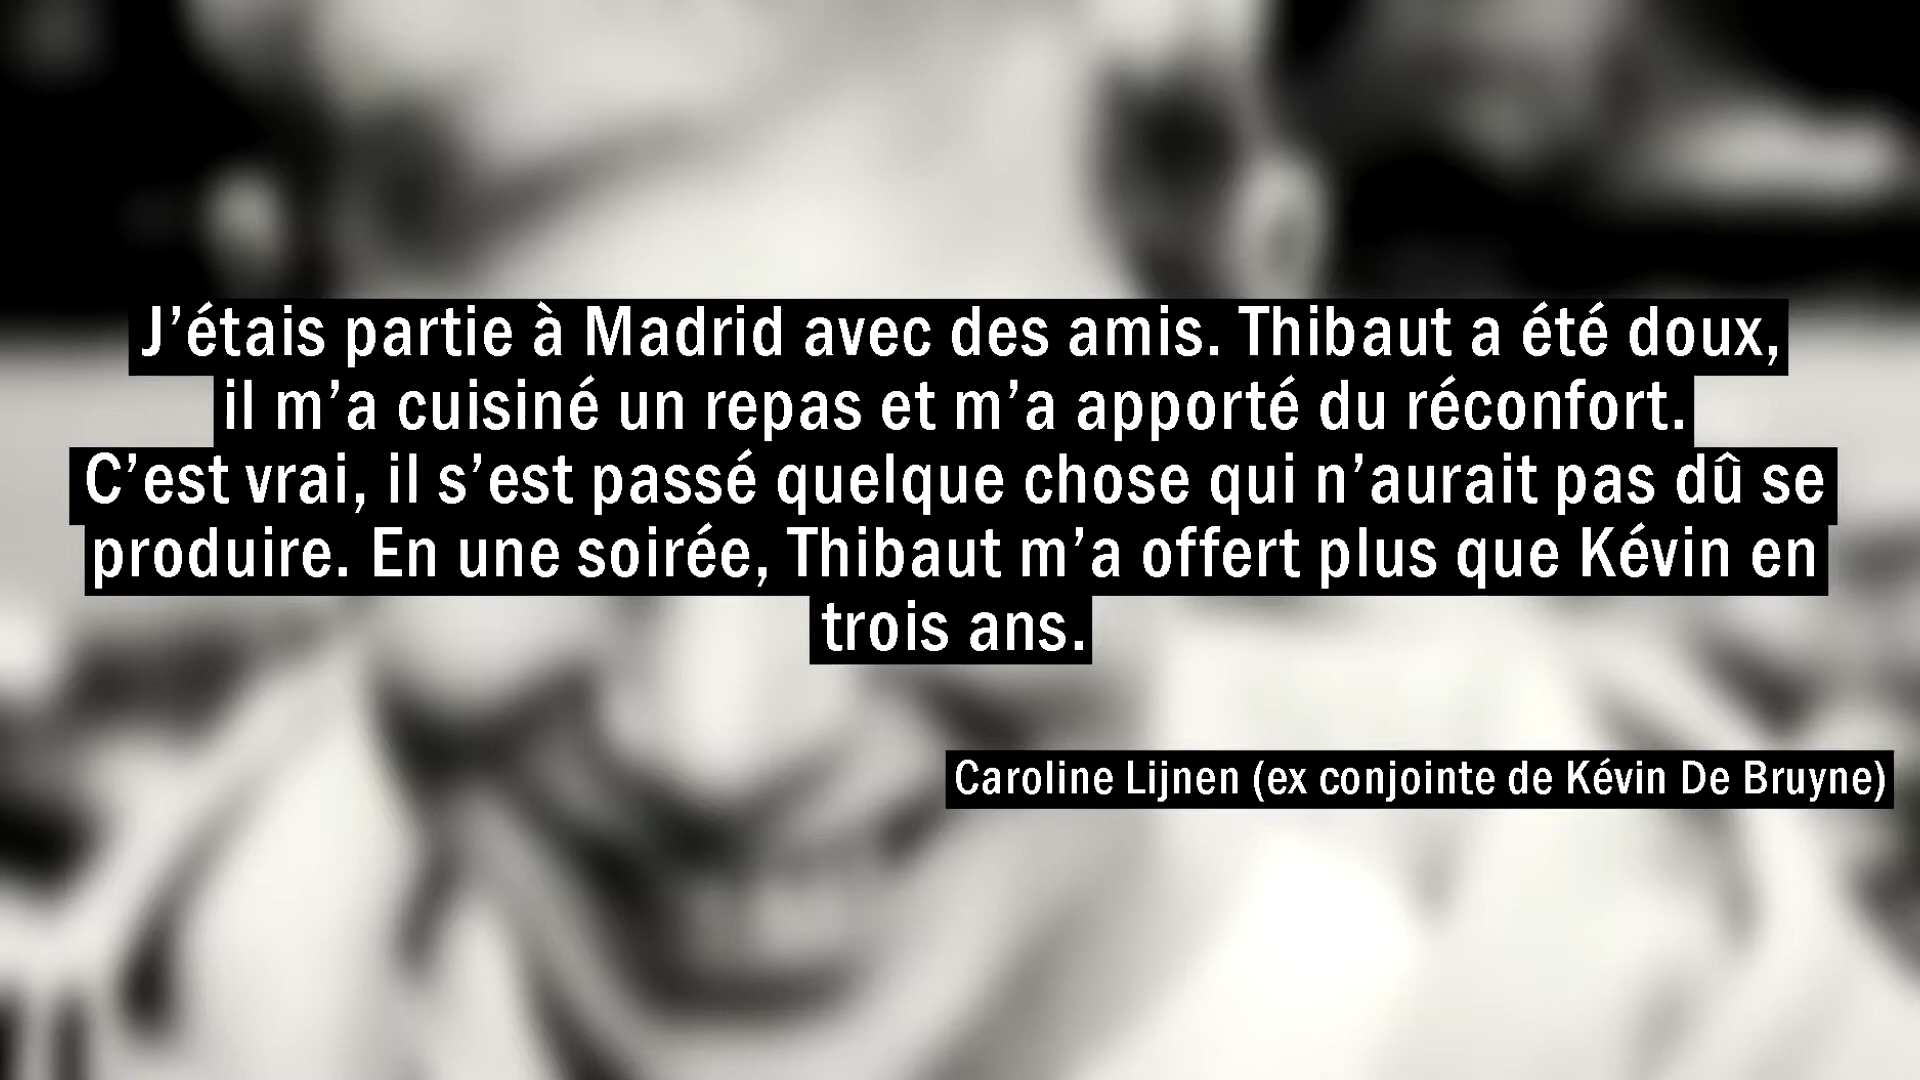 J’étais partie à Madrid avec des amis. Thibaut a été doux,
il m’a cuisiné un repas et m’a apporté du réconfort.
C’est vrai, il s’est passé quelque chose qui n’aurait pas dû se
produire. En une soirée, Thibaut m’a offert plus que Kévin en
trois ans.
Caroline Lijnen (ex conjointe de Kévin De Bruyne)